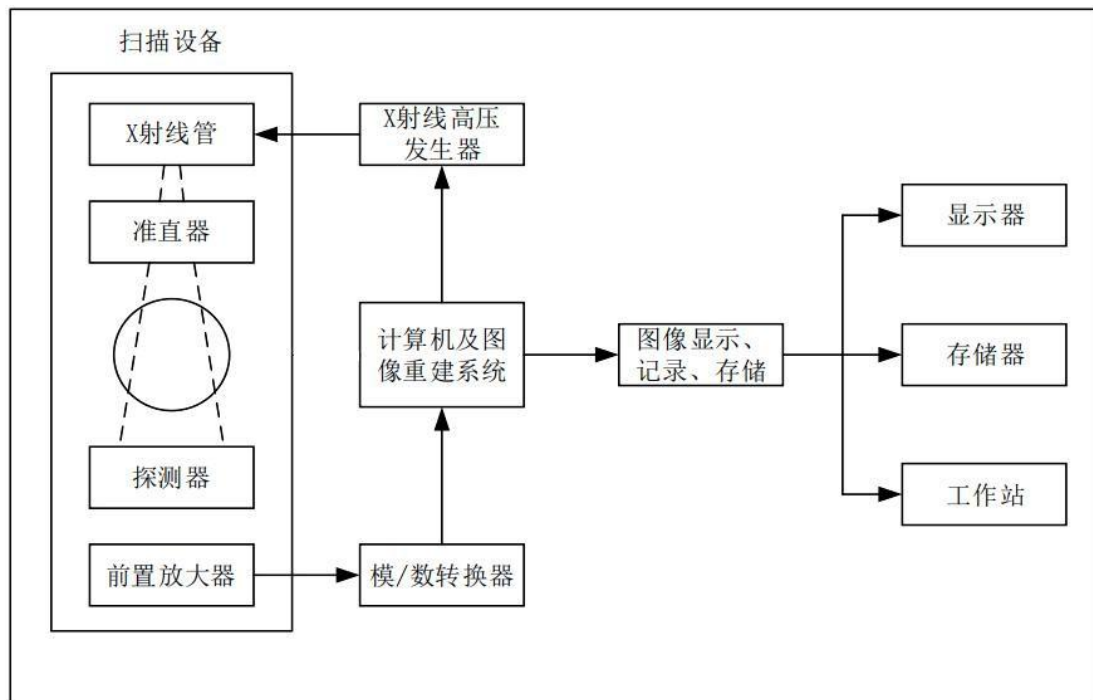 扫描设备
X射线管
X射线高压
发生器
准直器
显示器
计算机及图
像重建系统
图像显示、
记录、存储
存储器
探测器
工作站
前置放大器
模/数转换器